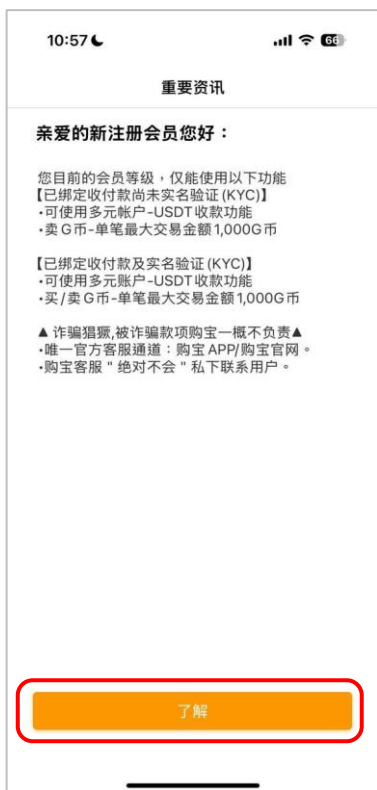 10:57
66
重要资讯
亲爱的新注册会员您好：
您目前的会员等级，仅能使用以下功能
【已绑定收付款尚未实名验证(KYC)】
·可使用多元帐户-USDT收款功能
·卖G币-单笔最大交易金额1,000G币
【已绑定收付款及实名验证(KYC)】
·可使用多元账户-USDT收款功能
·买/卖G币-单笔最大交易金额1,000G币
▲诈骗猖獗,被诈骗款项购宝一概不负责▲
·唯一官方客服通道：购宝APP/购宝官网。
·购宝客服"绝对不会"私下联系用户。
了解